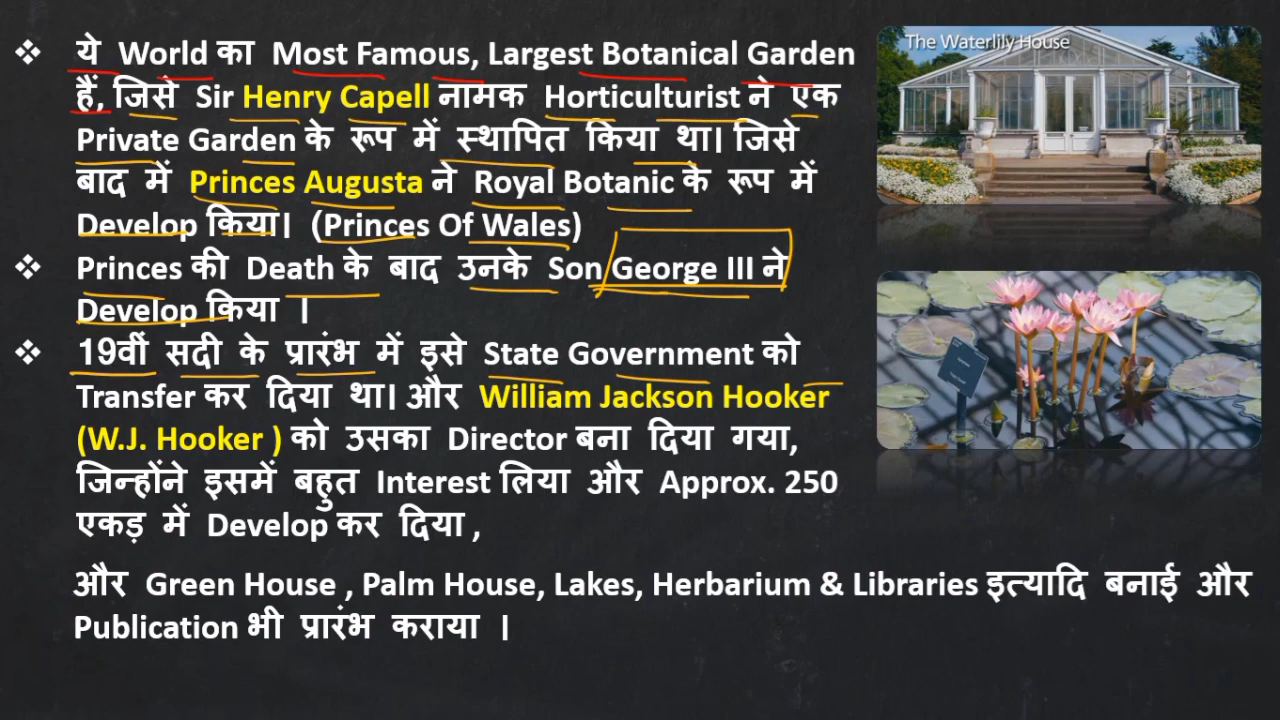 ❖ ये World का Most Famous, Largest Botanical Garden
हैं, जिसे Sir Henry Capell नामक Horticulturist ने एक
Private Garden के रूप में स्थापित किया था। जिसे
बाद में Princes Augusta ने Royal Botanic के रूप में
Develop किया। (Princes Of Wales)
❖ Princes की Death के बाद उनके Son George III ने
Develop किया ।
❖ 19वीं सदी के प्रारंभ में इसे State Government को
Transfer कर दिया था। और William Jackson Hooker
(W.J. Hooker ) को उसका Director बना दिया गया,
जिन्होंने इसमें बहुत Interest लिया और Approx. 250
एकड़ में Develop कर दिया ,
और Green House , Palm House, Lakes, Herbarium & Libraries इत्यादि बनाई और
Publication भी प्रारंभ कराया ।
The Waterlily House